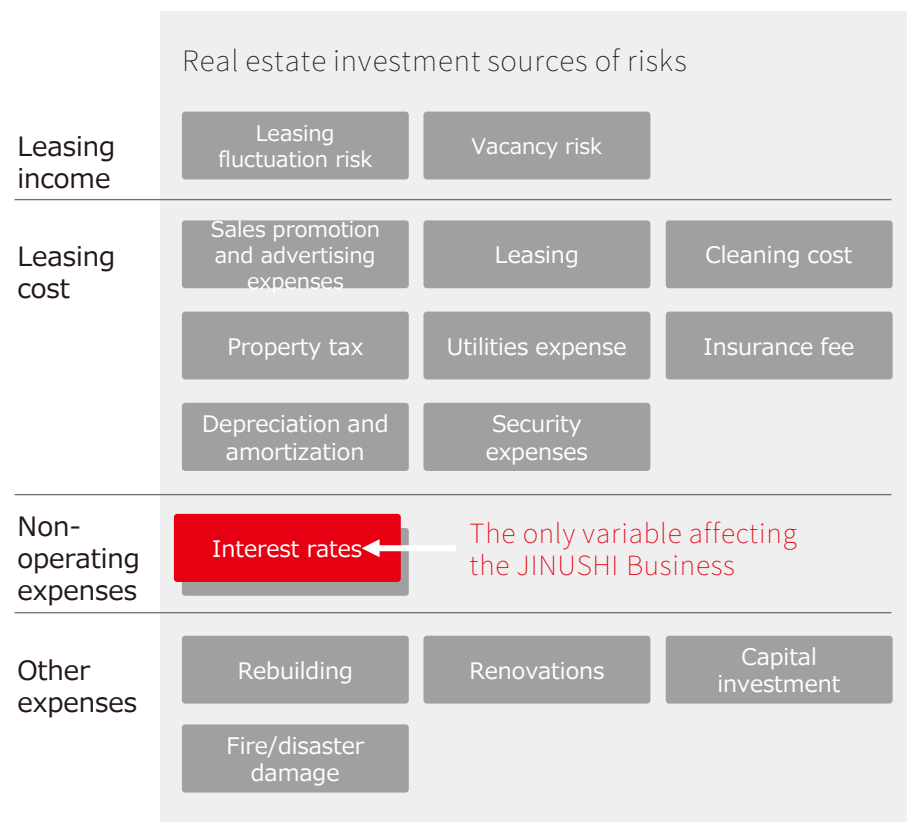 Real estate investment sources of risks
Leasing
income
Leasing
fluctuation risk
Vacancy risk
Leasing
cost
Sales promotion
and advertising
expenses
Leasing
Cleaning cost
Property tax
Utilities expense
Insurance fee
Depreciation and
amortization
Security
expenses
Non-
operating
expenses
Interest rates
The only variable affecting
the JINUSHI Business
Other
expenses
Rebuilding
Renovations
Capital
investment
Fire/disaster
damage